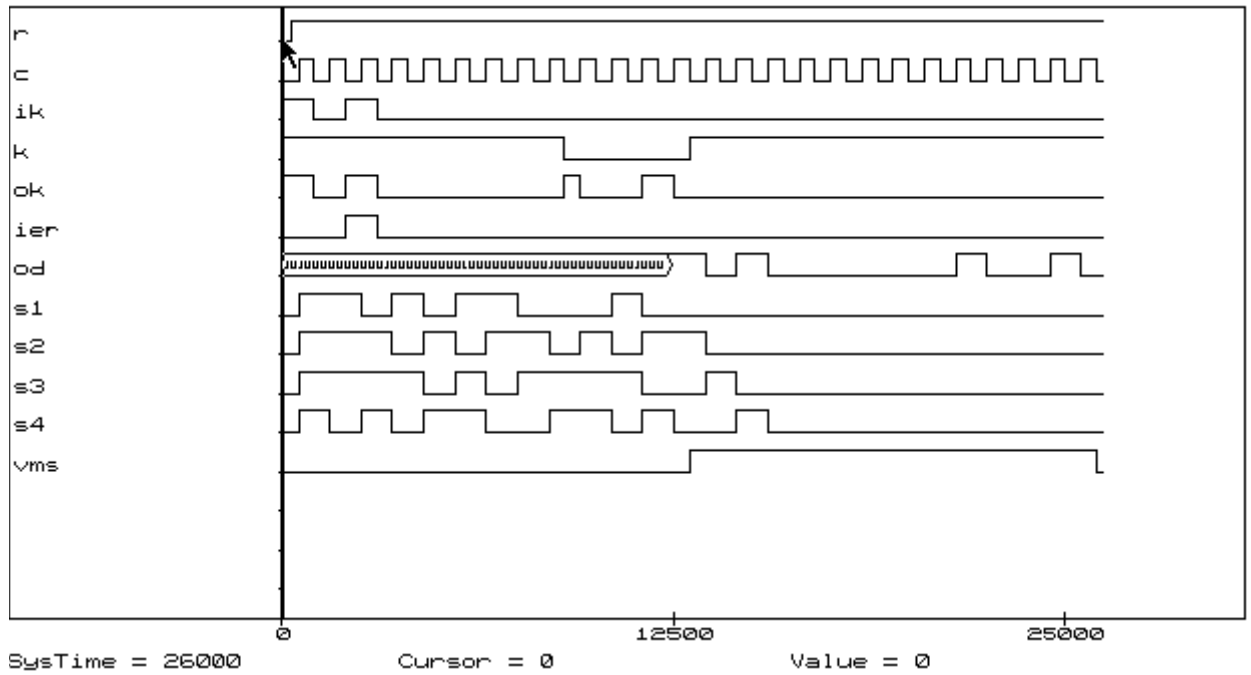 r
c
ik
k
ok
ier
od
s1
s2
s3
s4
vms
0 12500 25000
SysTime = 26000 Cursor = 0 Value = 0